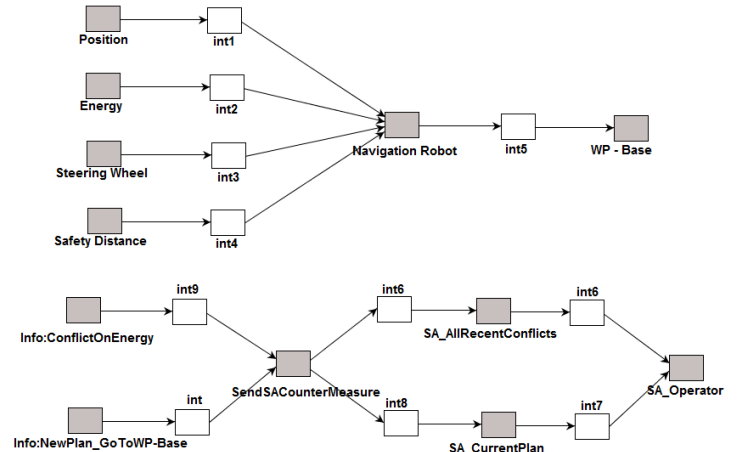 Position
int1
Energy
int2
Navigation Robot
int5
WP - Base
Steering Wheel
int3
Safety Distance
int4
int9
int6
int6
Info:ConflictOnEnergy
SA_AllRecentConflicts
SendSACounterMeasure
SA_Operator
int
int8
int7
Info:NewPlan_GoToWP-Base
SA_CurrentPlan